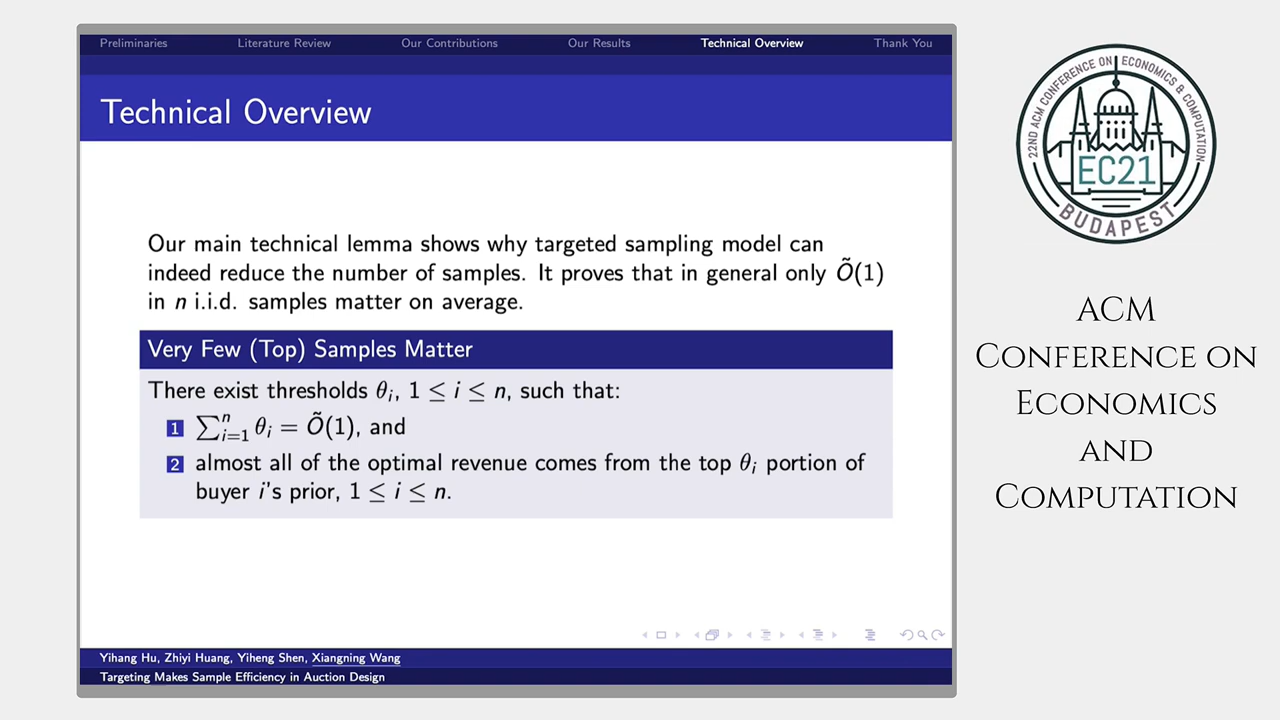 Preliminaries Literature Review Our Contributions Our Results Technical Overview Thank You
Technical Overview
Our main technical lemma shows why targeted sampling model can
indeed reduce the number of samples. It proves that in general only Õ(1)
in n i.i.d. samples matter on average.
Very Few (Top) Samples Matter
There exist thresholds θᵢ, 1 ≤ i ≤ n, such that:
1 ∑ⁿᵢ₌₁ θᵢ = Õ(1), and
2 almost all of the optimal revenue comes from the top θᵢ portion of
buyer i's prior, 1 ≤ i ≤ n.
Yihang Hu, Zhiyi Huang, Yiheng Shen, Xiangning Wang
Targeting Makes Sample Efficiency in Auction Design
22ND ACM CONFERENCE ON ECONOMICS & COMPUTATION
EC21
BUDAPEST
ACM
Conference on
Economics
and
Computation